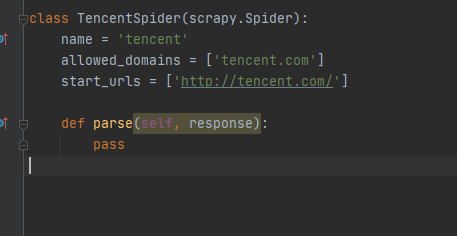 class TencentSpider(scrapy.Spider):
    name = 'tencent'
    allowed_domains = ['tencent.com']
    start_urls = ['http://tencent.com/']

    def parse(self, response):
        pass